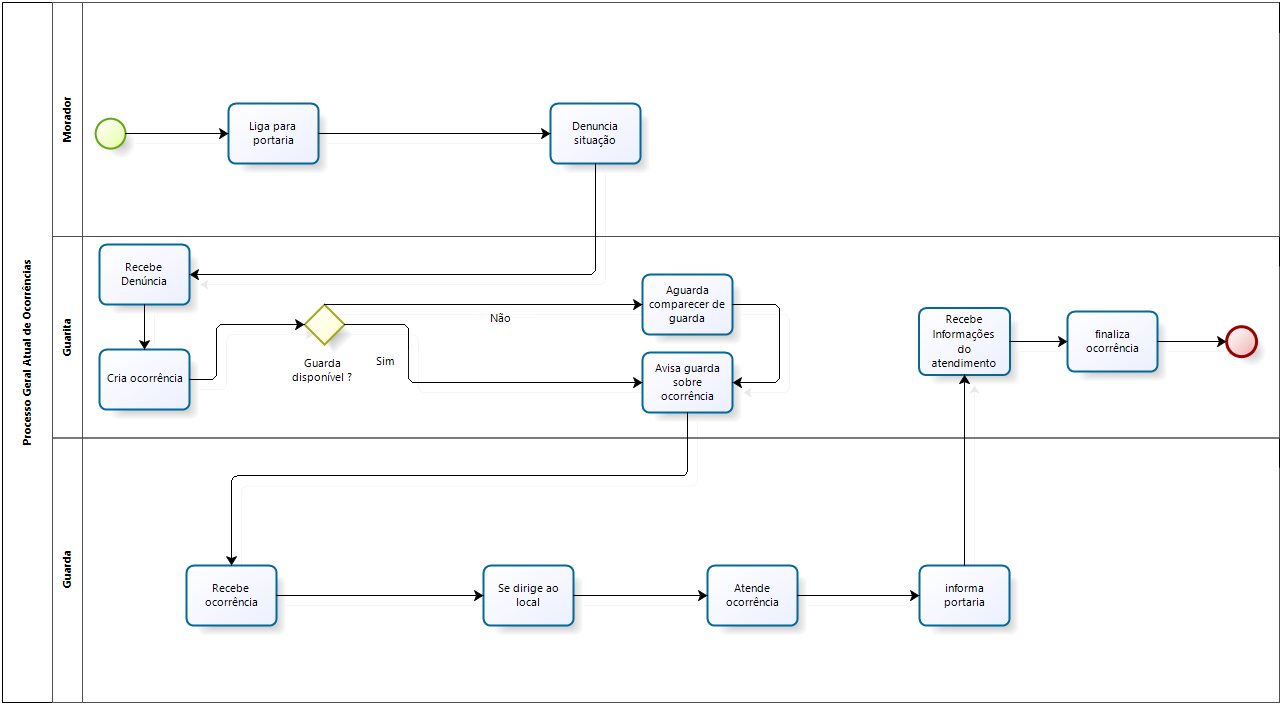 Processo Geral Atual de Ocorrências
Morador
Liga para
portaria
Denuncia
situação
Guarita
Recebe
Denúncia
Cria ocorrência
Guarda
disponível ?
Não
Sim
Aguarda
comparecer de
guarda
Avisa guarda
sobre
ocorrência
Recebe
Informações
do
atendimento
finaliza
ocorrência
Guarda
Recebe
ocorrência
Se dirige ao
local
Atende
ocorrência
informa
portaria